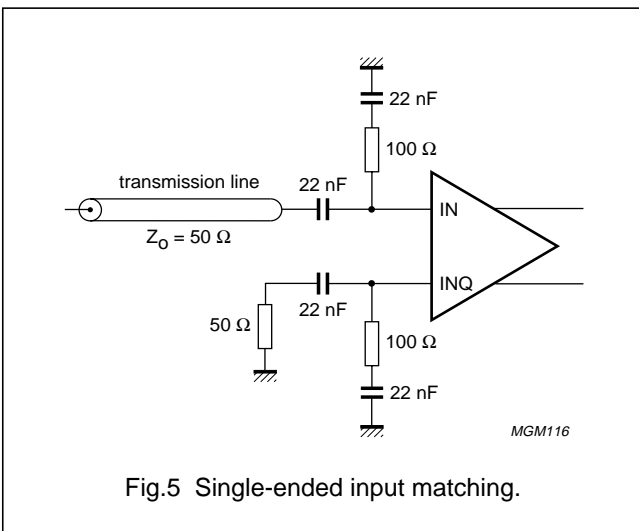 22 nF
100 Ω
transmission line
22 nF
Zo = 50 Ω
IN
INQ
22 nF
50 Ω
100 Ω
22 nF
MGM116
Fig.5 Single-ended input matching.